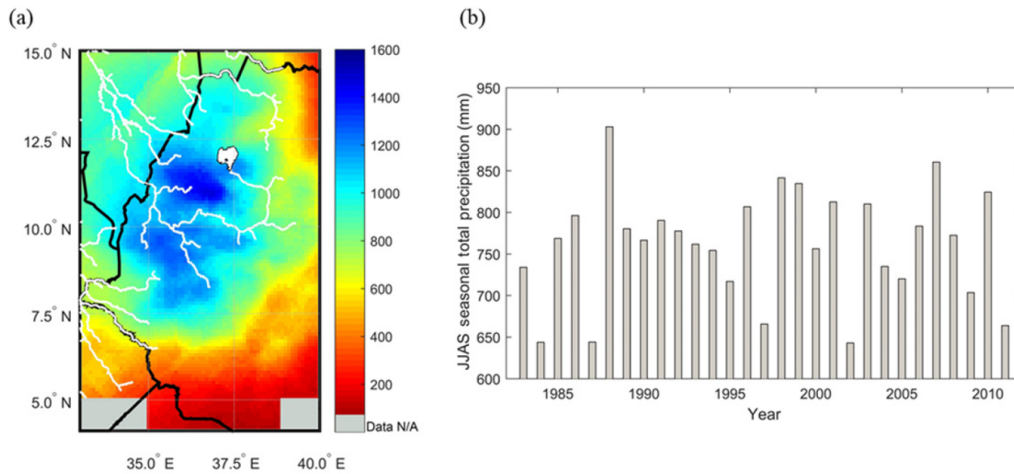 (a)
(b)
15.0° N
12.5° N
10.0° N
7.5° N
5.0° N
35.0° E
37.5° E
40.0° E
1600
1400
1200
1000
800
600
400
200
Data N/A
JJAS seasonal total precipitation (mm)
950
900
850
800
750
700
650
600
1985
1990
1995
2000
2005
2010
Year